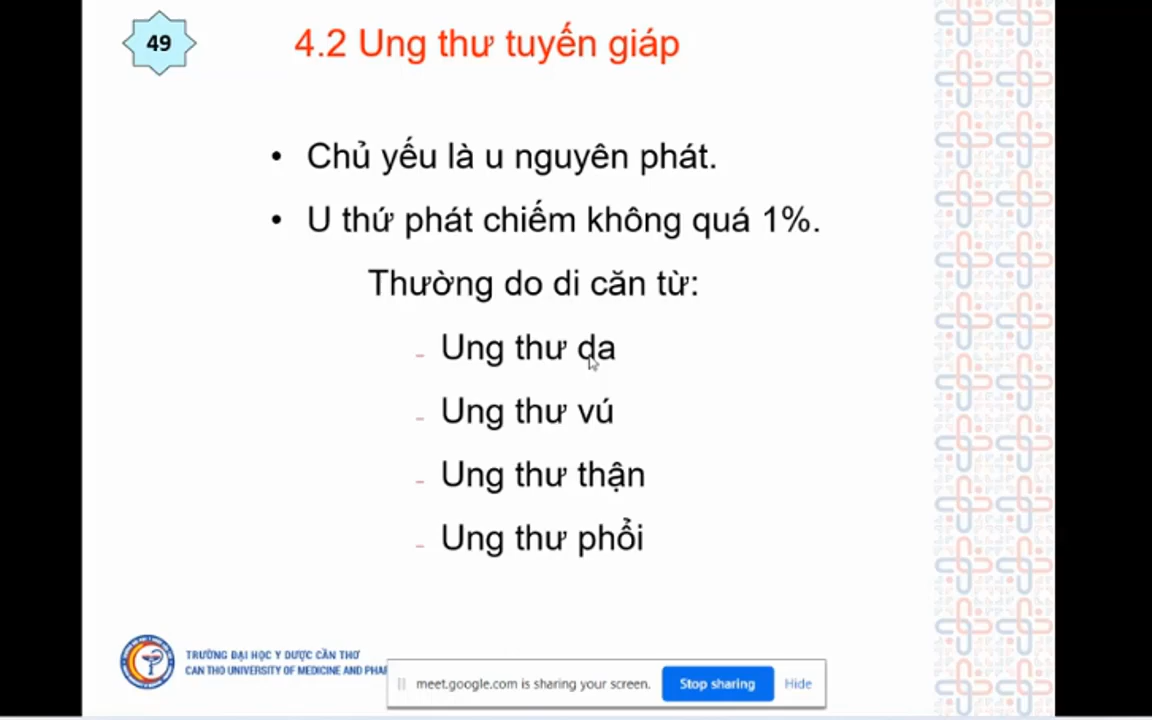 49
4.2 Ung thư tuyến giáp
• Chủ yếu là u nguyên phát.
• U thứ phát chiếm không quá 1%.
Thường do di căn từ:
- Ung thư da
- Ung thư vú
- Ung thư thận
- Ung thư phổi
TRƯỜNG ĐẠI HỌC Y DƯỢC CẦN THƠ
CAN THO UNIVERSITY OF MEDICINE AND PHAR
meet.google.com is sharing your screen.
Stop sharing
Hide